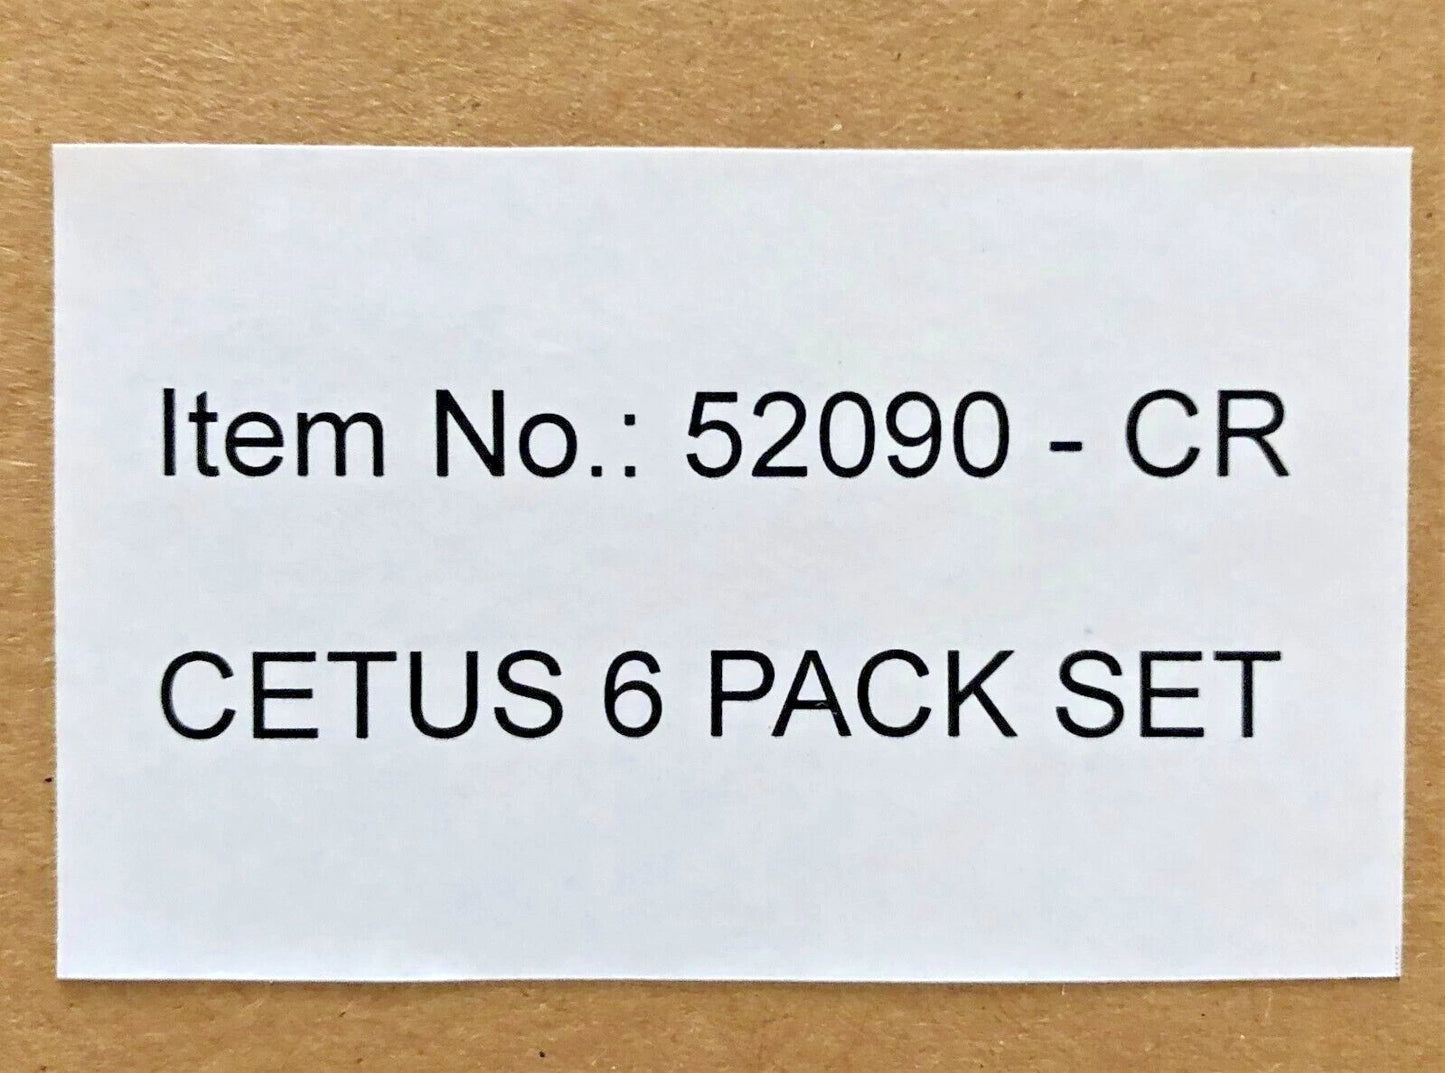 Item No.: 52090 - CR
CETUS 6 PACK SET